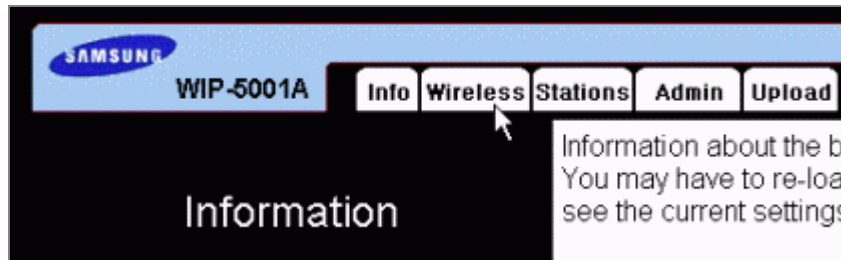 SAMSUNG
WIP-5001A
Info Wireless Stations Admin Upload
Information about the b
You may have to re-loa
see the current settings
Information